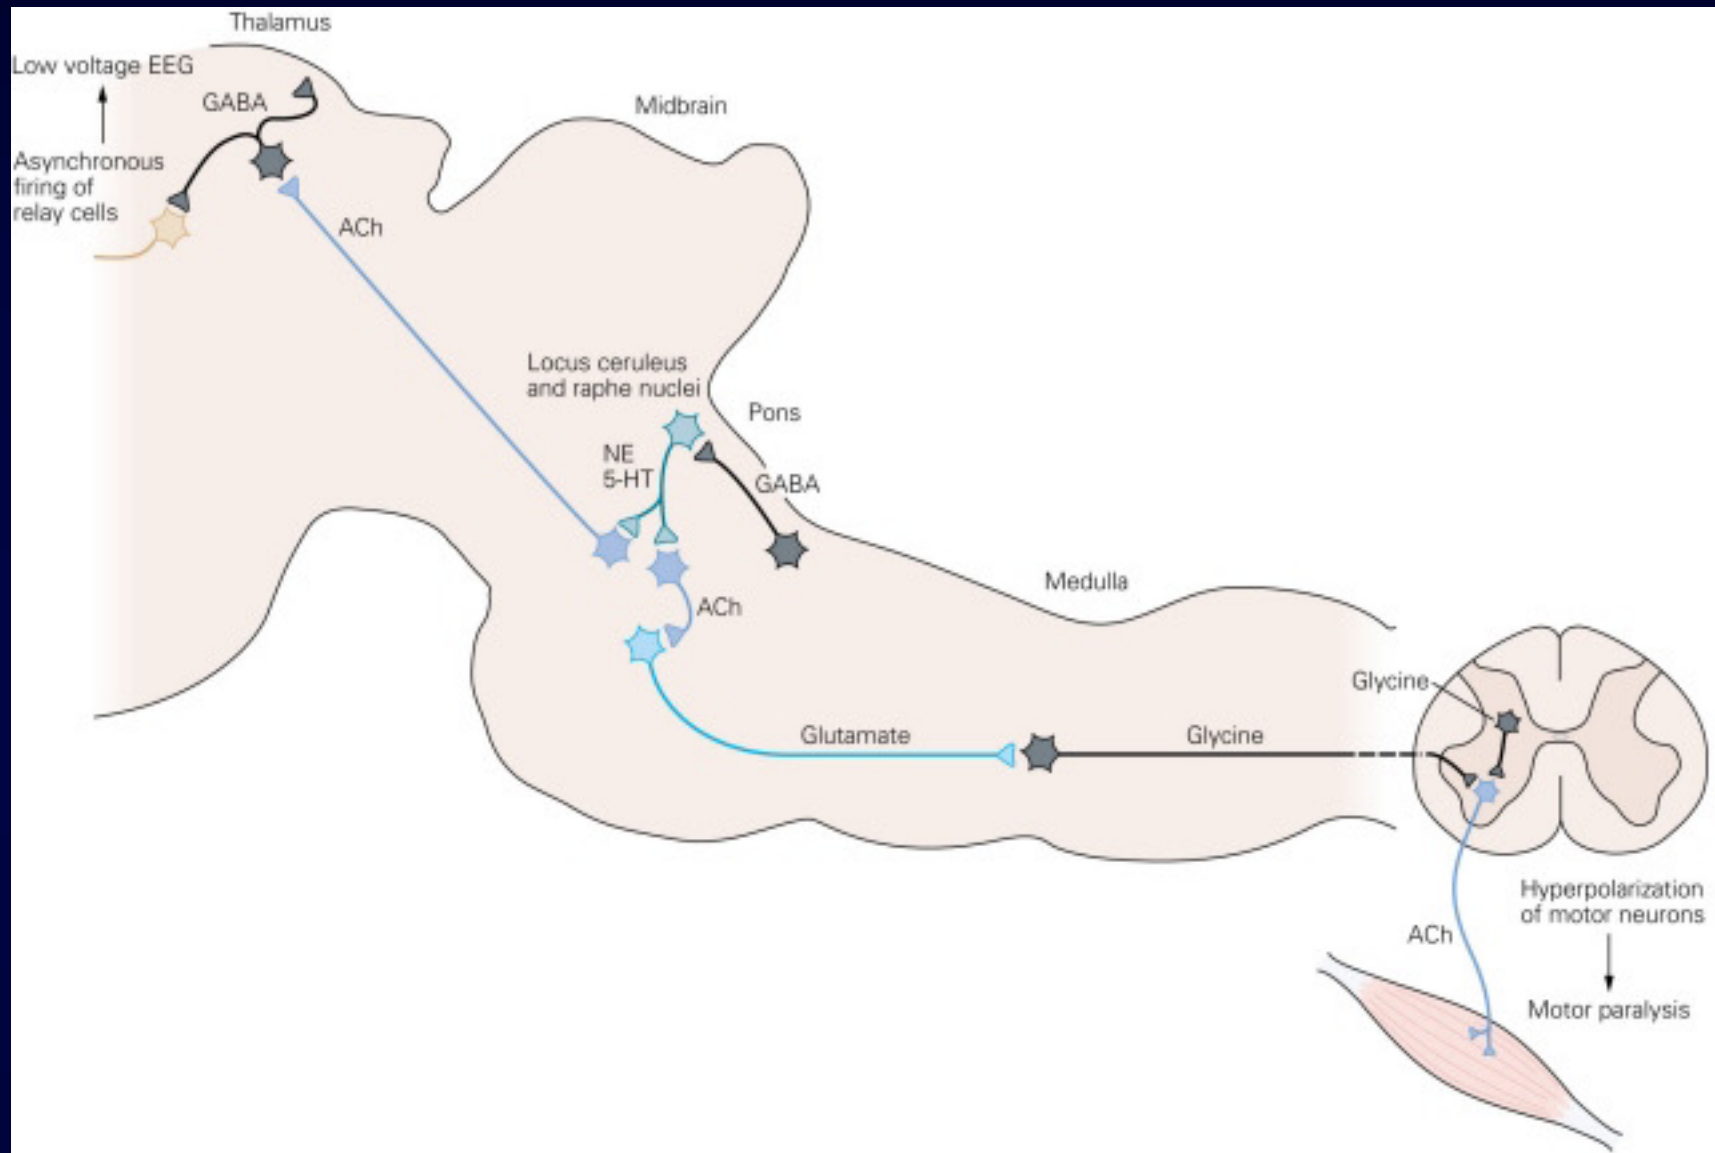 Thalamus
Low voltage EEG
GABA
Midbrain
Asynchronous
firing of
relay cells
ACh
Locus ceruleus
and raphe nuclei
Pons
NE
5-HT
GABA
Medulla
ACh
Glycine
Glutamate
Glycine
Hyperpolarization
of motor neurons
ACh
Motor paralysis